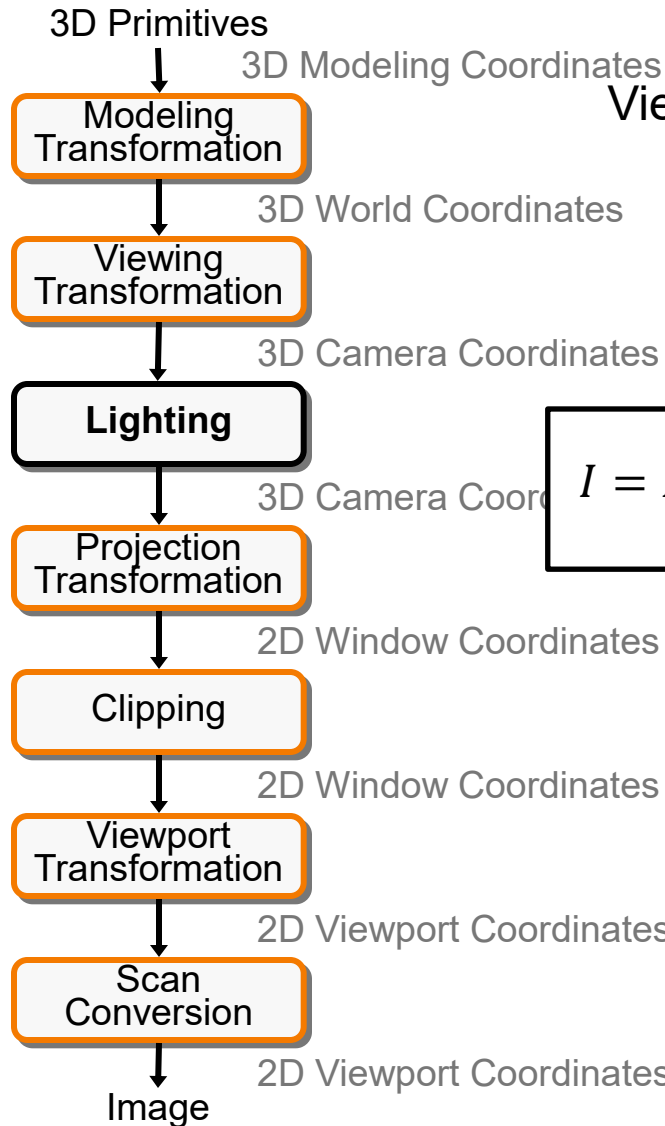 3D Primitives
3D Modeling Coordinates
Vie
Modeling
Transformation
3D World Coordinates
Viewing
Transformation
3D Camera Coordinates
Lighting
3D Camera Coord
I =
Projection
Transformation
2D Window Coordinates
Clipping
2D Window Coordinates
Viewport
Transformation
2D Viewport Coordinates
Scan
Conversion
2D Viewport Coordinates
Image